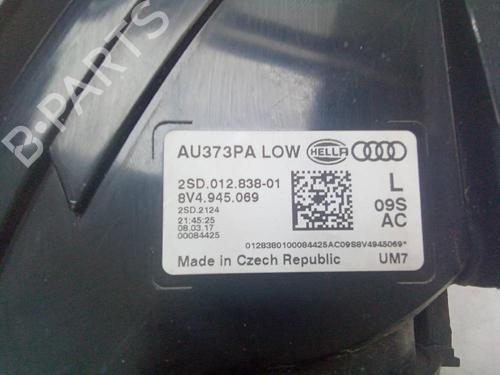 B-PARTS
AU373PA LOW HELLA
2SD.012.838-01
8V4.945.069
2SD.2124
21:45:25
08.03.17
00084425
L
09S
AC
0128380100084425AC09S8V4945069*
Made in Czech Republic UM7